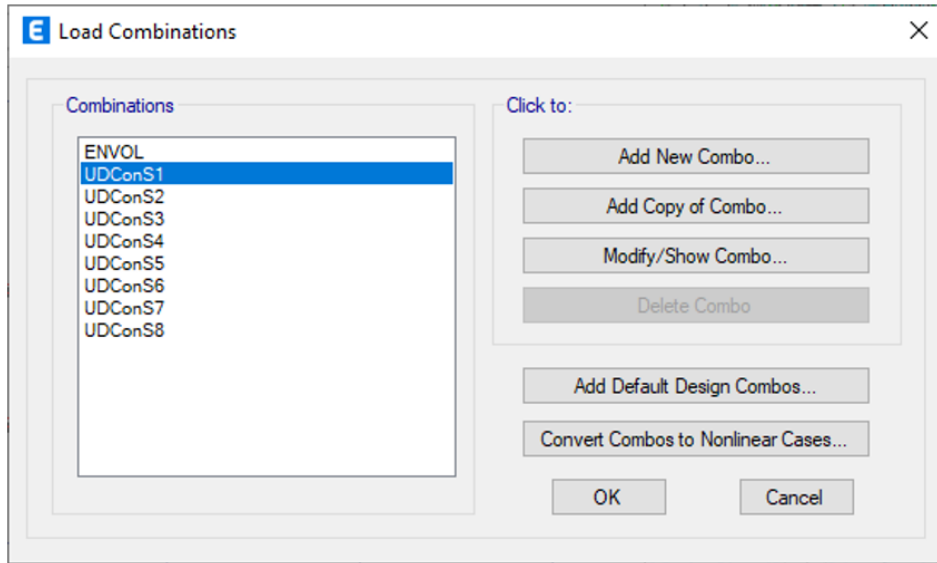 E Load Combinations
Combinations
ENVOL
UDConS1
UDConS2
UDConS3
UDConS4
UDConS5
UDConS6
UDConS7
UDConS8
Click to:
Add New Combo...
Add Copy of Combo...
Modify/Show Combo...
Delete Combo
Add Default Design Combos...
Convert Combos to Nonlinear Cases...
OK
Cancel